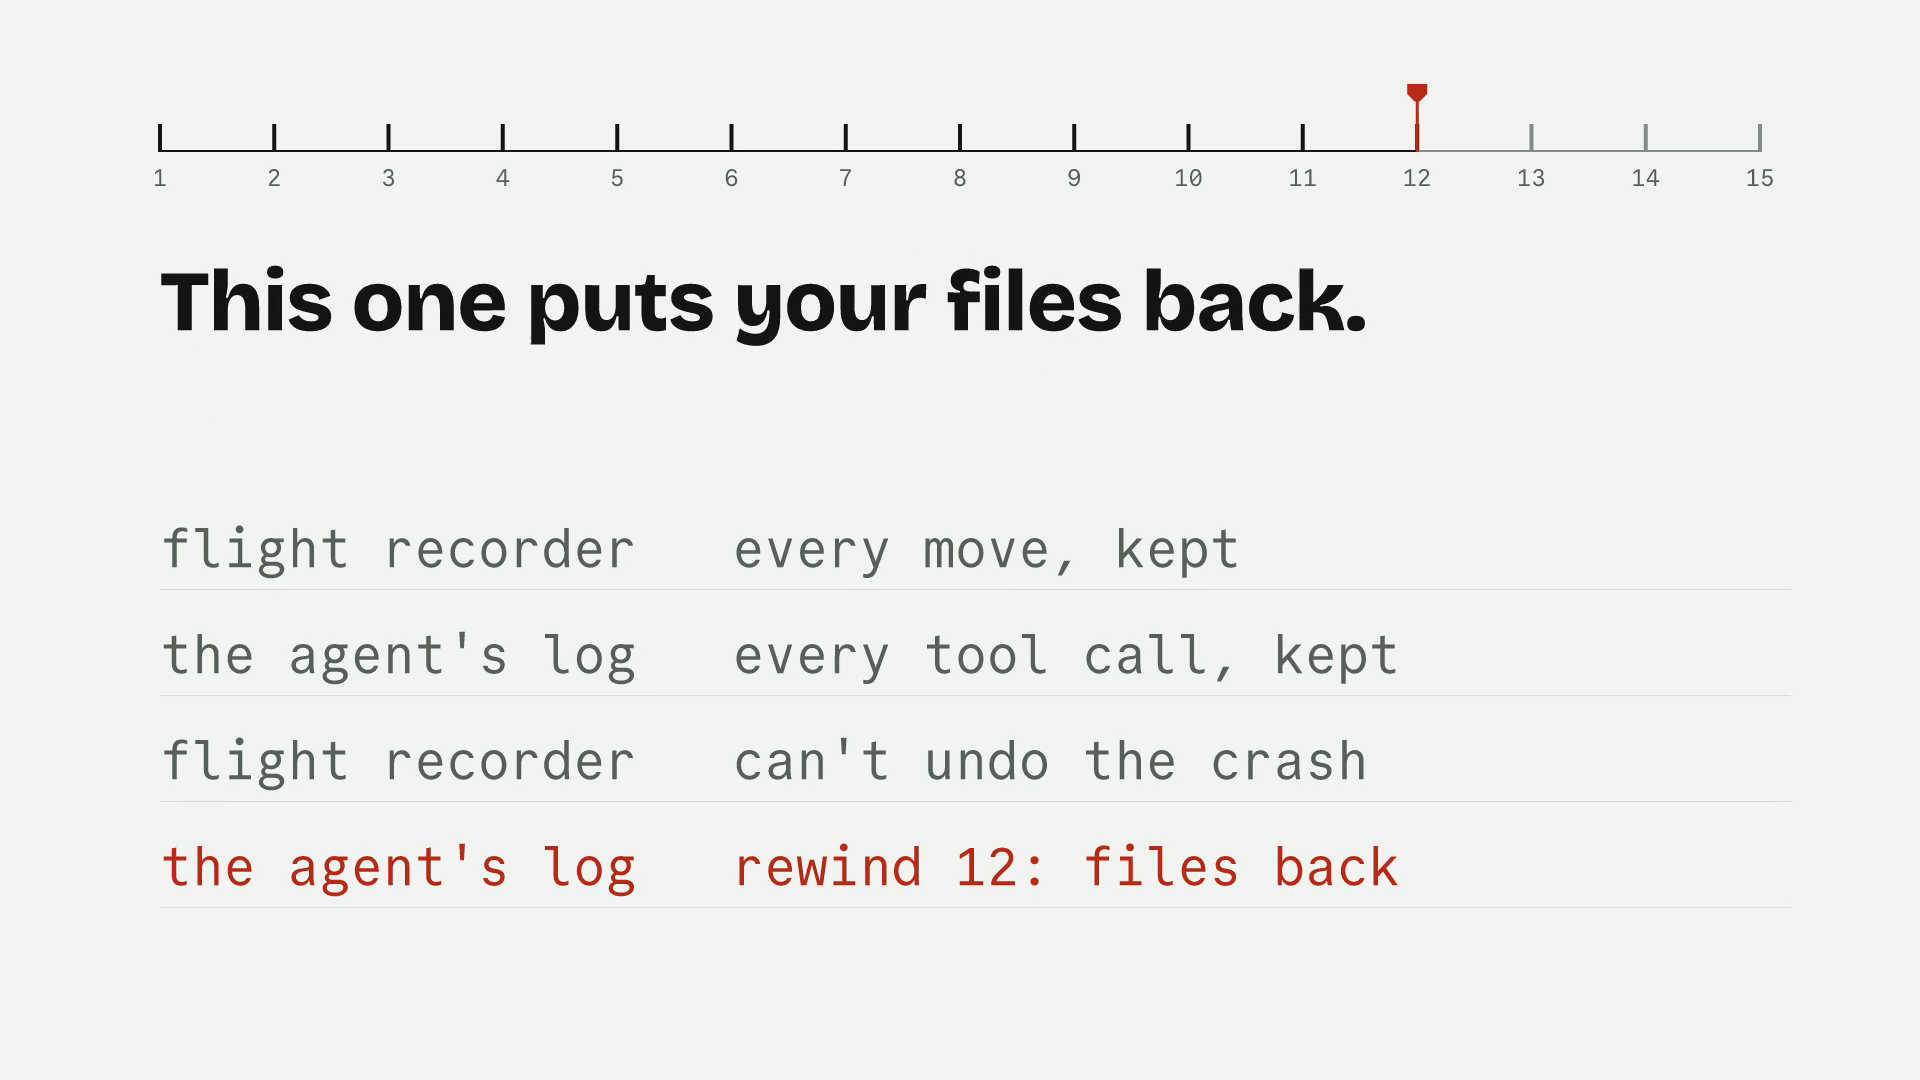 1 2 3 4 5 6 7 8 9 10 11 12 13 14 15
This one puts your files back.
flight recorder every move, kept
the agent's log every tool call, kept
flight recorder can't undo the crash
the agent's log rewind 12: files back